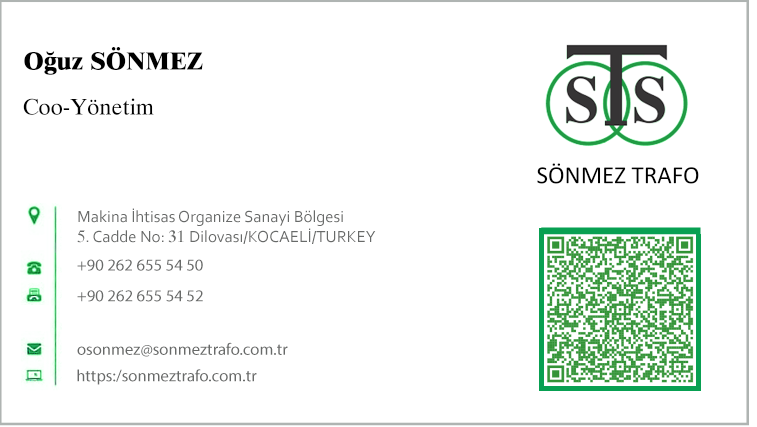 Oğuz SÖNMEZ
Coo-Yönetim
STS
SÖNMEZ TRAFO
Makina İhtisas Organize Sanayi Bölgesi
5. Cadde No: 31 Dilovası/KOCAELİ/TURKEY
+90 262 655 54 50
+90 262 655 54 52
osonmez@sonmeztrafo.com.tr
https:/sonmeztrafo.com.tr